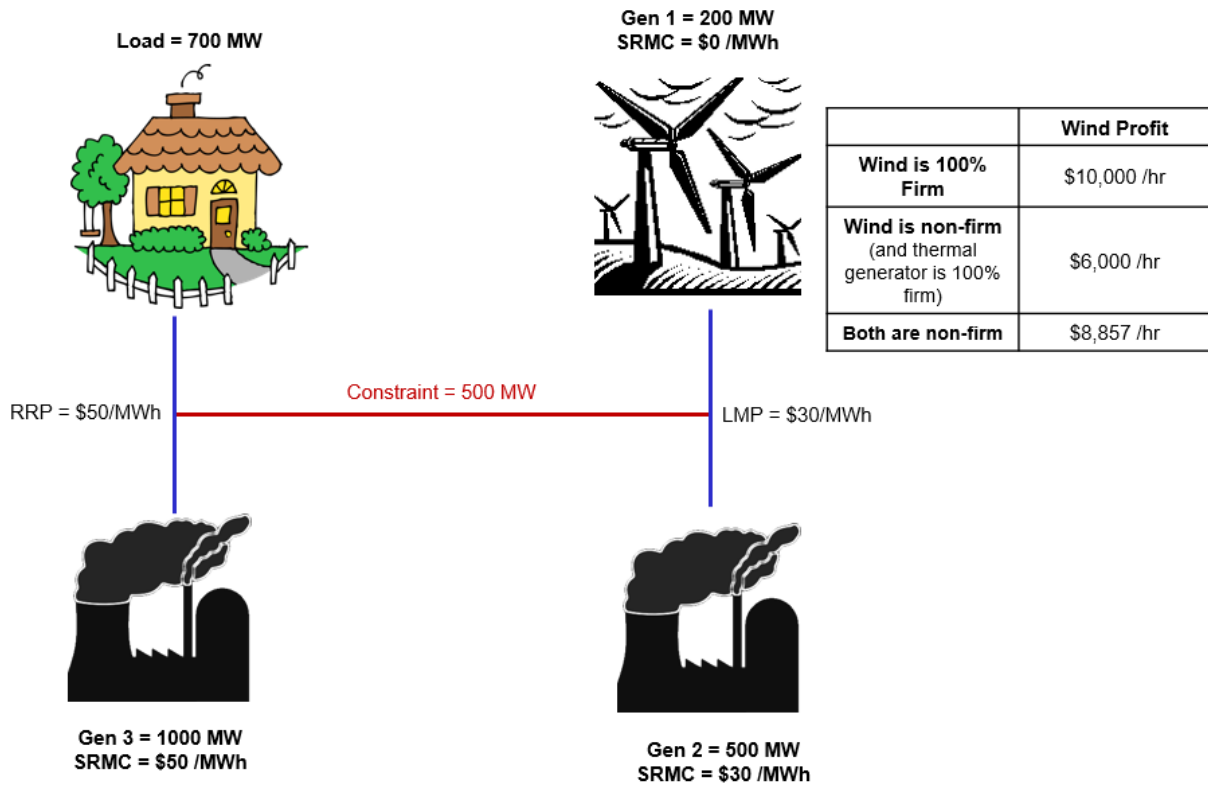 Load = 700 MW
Gen 1 = 200 MW
SRMC = $0 /MWh
Wind Profit
Wind is 100%
Firm
$10,000 /hr
Wind is non-firm
(and thermal
generator is 100%
firm)
$6,000 /hr
Both are non-firm
$8,857 /hr
Constraint = 500 MW
RRP = $50/MWh
LMP = $30/MWh
Gen 3 = 1000 MW
SRMC = $50 /MWh
Gen 2 = 500 MW
SRMC = $30 /MWh